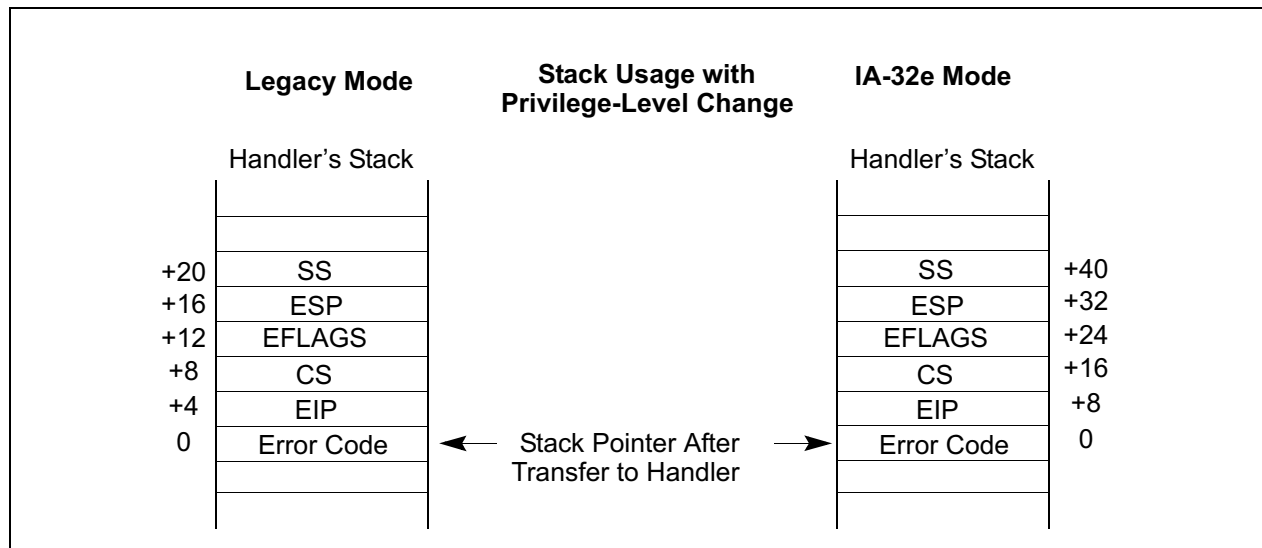 Legacy Mode
Stack Usage with
Privilege-Level Change
IA-32e Mode
Handler’s Stack
Handler’s Stack
+20 SS
SS +40
+16 ESP
ESP +32
+12 EFLAGS
EFLAGS +24
+8 CS
CS +16
+4 EIP
EIP +8
0 Error Code
Stack Pointer After
Transfer to Handler
Error Code 0